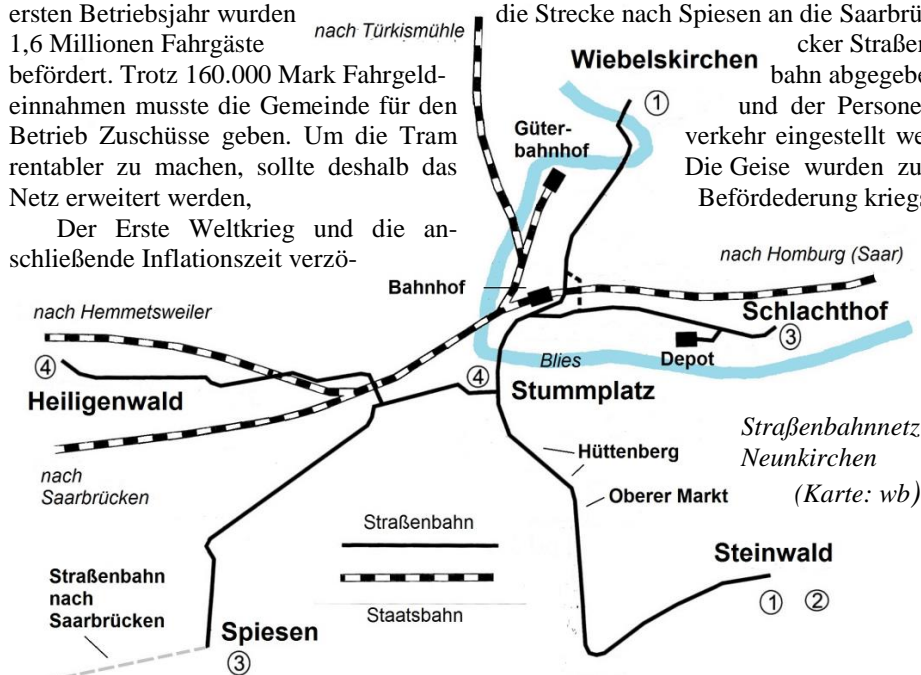 ersten Betriebsjahr wurden
1,6 Millionen Fahrgäste
befördert. Trotz 160.000 Mark Fahrgeld-
einnahmen musste die Gemeinde für den
Betrieb Zuschüsse geben. Um die Tram
rentabler zu machen, sollte deshalb das
Netz erweitert werden,
Der Erste Weltkrieg und die an-
schließende Inflationszeit verzö-
die Strecke nach Spiesen an die Saarbrü
cker Straßen
bahn abgegebe
und der Persone
verkehr eingestellt we
Die Geise wurden zu
Befördederung kriegs
nach Türkismühle
Wiebelskirchen
①
Güter-
bahnhof
nach Homburg (Saar)
Bahnhof
nach Hemmetsweiler
Schlachthof
③
④
Heiligenwald
④
Blies
Depot
Stummplatz
nach
Saarbrücken
Straßenbahnnetz
Neunkirchen
(Karte: wb)
Hüttenberg
Oberer Markt
Straßenbahn
Staatsbahn
Steinwald
① ②
Straßenbahn
nach
Saarbrücken
Spiesen
③